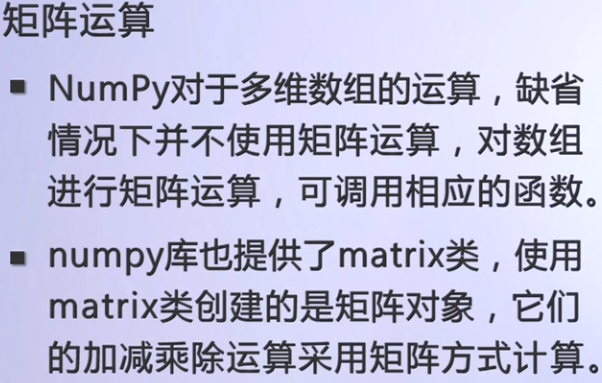 矩阵运算
▪ NumPy对于多维数组的运算，缺省
情况下并不使用矩阵运算，对数组
进行矩阵运算，可调用相应的函数。
▪ numpy库也提供了matrix类，使用
matrix类创建的是矩阵对象，它们
的加减乘除运算采用矩阵方式计算。